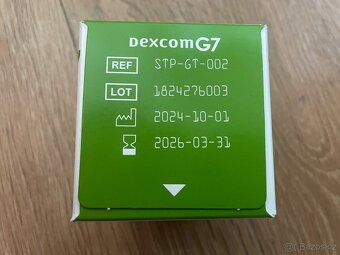 Dexcom G7
REF STP-GT-002
LOT 1824276003
2024-10-01
2026-03-31